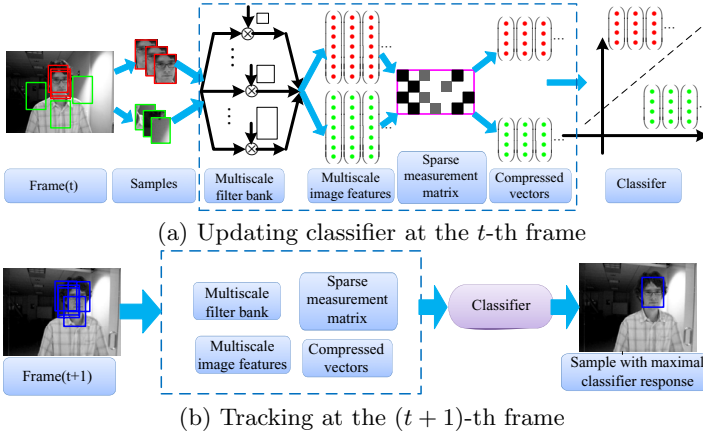 Frame(t)
Samples
Multiscale
filter bank
Multiscale
image features
Sparse
measurement
matrix
Compressed
vectors
Classifer
(a) Updating classifier at the t-th frame
Frame(t+1)
Multiscale
filter bank
Sparse
measurement
matrix
Multiscale
image features
Compressed
vectors
Classifier
Sample with maximal
classifier response
(b) Tracking at the (t + 1)-th frame